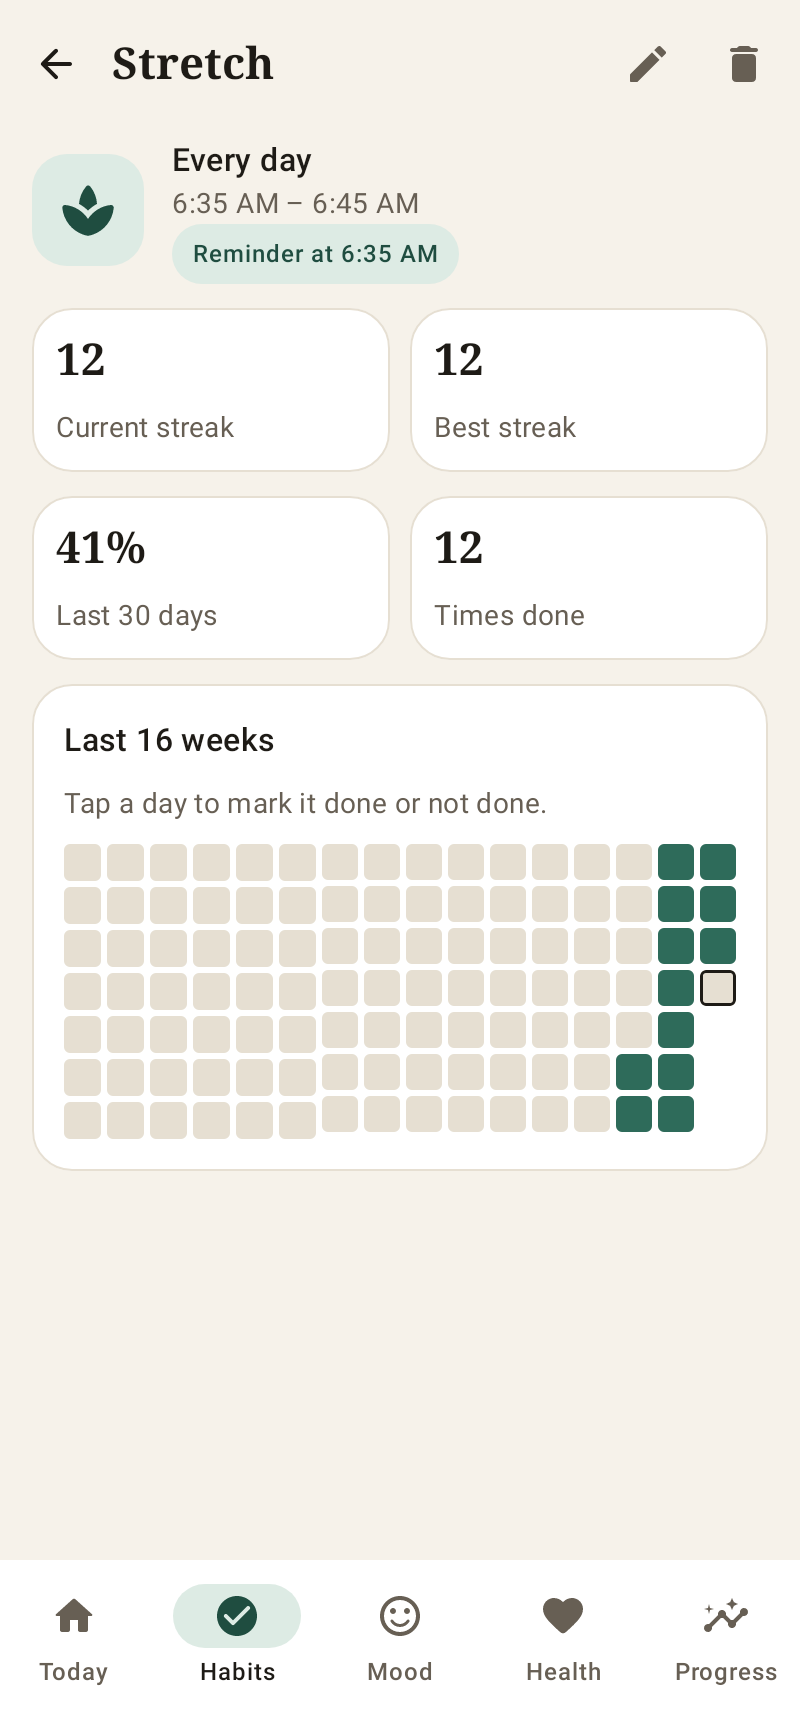 Stretch
Every day
6:35 AM – 6:45 AM
Reminder at 6:35 AM
12
Current streak
12
Best streak
41%
Last 30 days
12
Times done
Last 16 weeks
Tap a day to mark it done or not done.
Today
Habits
Mood
Health
Progress